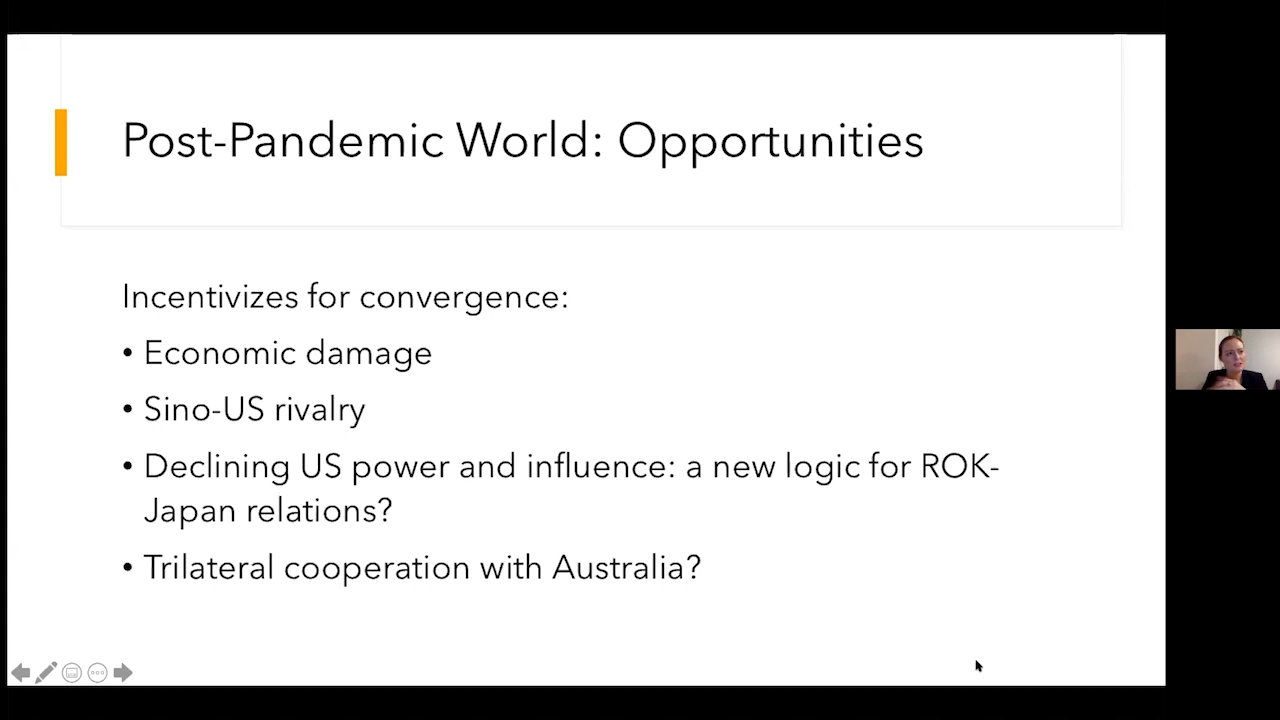 Post-Pandemic World: Opportunities
Incentivizes for convergence:
• Economic damage
• Sino-US rivalry
• Declining US power and influence: a new logic for ROK-
Japan relations?
• Trilateral cooperation with Australia?